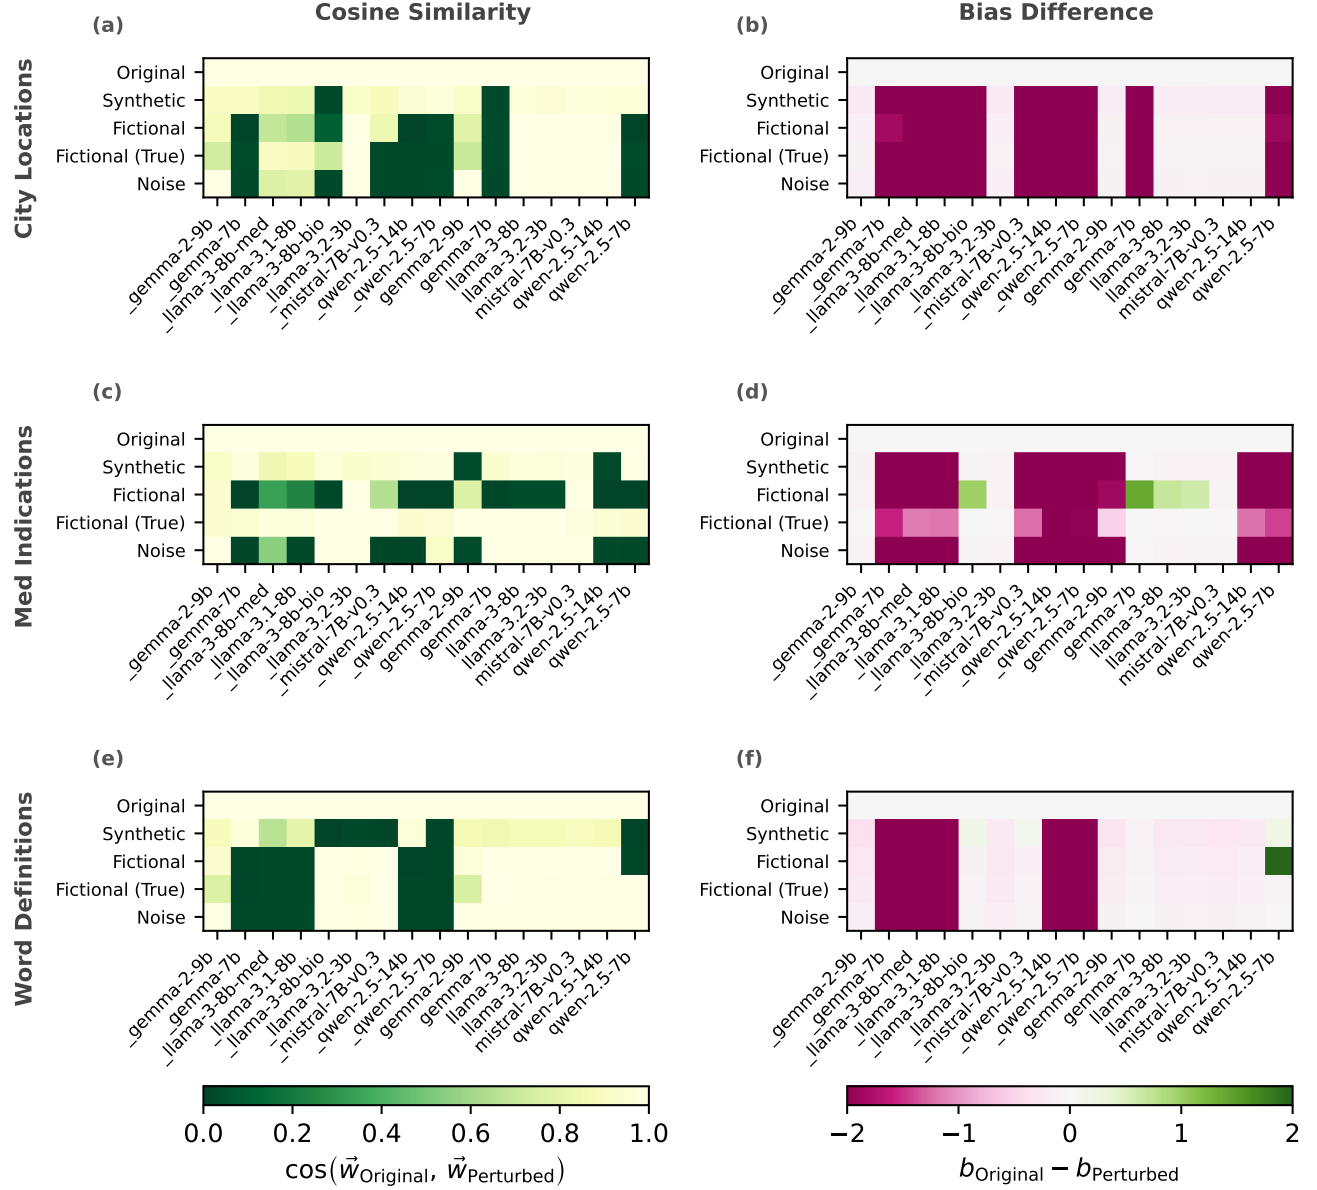 Cosine Similarity
Bias Difference
(a)
City Locations
Original
Synthetic
Fictional
Fictional (True)
Noise
_gemma-2-9b
_gemma-7b
_llama-3-8b-med
_llama-3.1-8b
_llama-3-8b-bio
_llama-3.2-3b
_mistral-7B-v0.3
_qwen-2.5-14b
_qwen-2.5-7b
gemma-2-9b
gemma-7b
llama-3-8b
llama-3.2-3b
mistral-7B-v0.3
qwen-2.5-14b
qwen-2.5-7b
(b)
Original
Synthetic
Fictional
Fictional (True)
Noise
_gemma-2-9b
_gemma-7b
_llama-3-8b-med
_llama-3.1-8b
_llama-3-8b-bio
_llama-3.2-3b
_mistral-7B-v0.3
_qwen-2.5-14b
_qwen-2.5-7b
gemma-2-9b
gemma-7b
llama-3-8b
llama-3.2-3b
mistral-7B-v0.3
qwen-2.5-14b
qwen-2.5-7b
(c)
Med Indications
Original
Synthetic
Fictional
Fictional (True)
Noise
_gemma-2-9b
_gemma-7b
_llama-3-8b-med
_llama-3.1-8b
_llama-3-8b-bio
_llama-3.2-3b
_mistral-7B-v0.3
_qwen-2.5-14b
_qwen-2.5-7b
gemma-2-9b
gemma-7b
llama-3-8b
llama-3.2-3b
mistral-7B-v0.3
qwen-2.5-14b
qwen-2.5-7b
(d)
Original
Synthetic
Fictional
Fictional (True)
Noise
_gemma-2-9b
_gemma-7b
_llama-3-8b-med
_llama-3.1-8b
_llama-3-8b-bio
_llama-3.2-3b
_mistral-7B-v0.3
_qwen-2.5-14b
_qwen-2.5-7b
gemma-2-9b
gemma-7b
llama-3-8b
llama-3.2-3b
mistral-7B-v0.3
qwen-2.5-14b
qwen-2.5-7b
(e)
Word Definitions
Original
Synthetic
Fictional
Fictional (True)
Noise
_gemma-2-9b
_gemma-7b
_llama-3-8b-med
_llama-3.1-8b
_llama-3-8b-bio
_llama-3.2-3b
_mistral-7B-v0.3
_qwen-2.5-14b
_qwen-2.5-7b
gemma-2-9b
gemma-7b
llama-3-8b
llama-3.2-3b
mistral-7B-v0.3
qwen-2.5-14b
qwen-2.5-7b
(f)
Original
Synthetic
Fictional
Fictional (True)
Noise
_gemma-2-9b
_gemma-7b
_llama-3-8b-med
_llama-3.1-8b
_llama-3-8b-bio
_llama-3.2-3b
_mistral-7B-v0.3
_qwen-2.5-14b
_qwen-2.5-7b
gemma-2-9b
gemma-7b
llama-3-8b
llama-3.2-3b
mistral-7B-v0.3
qwen-2.5-14b
qwen-2.5-7b
0.0 0.2 0.4 0.6 0.8 1.0
cos(w⃗Original, w⃗Perturbed)
−2 −1 0 1 2
bOriginal − bPerturbed